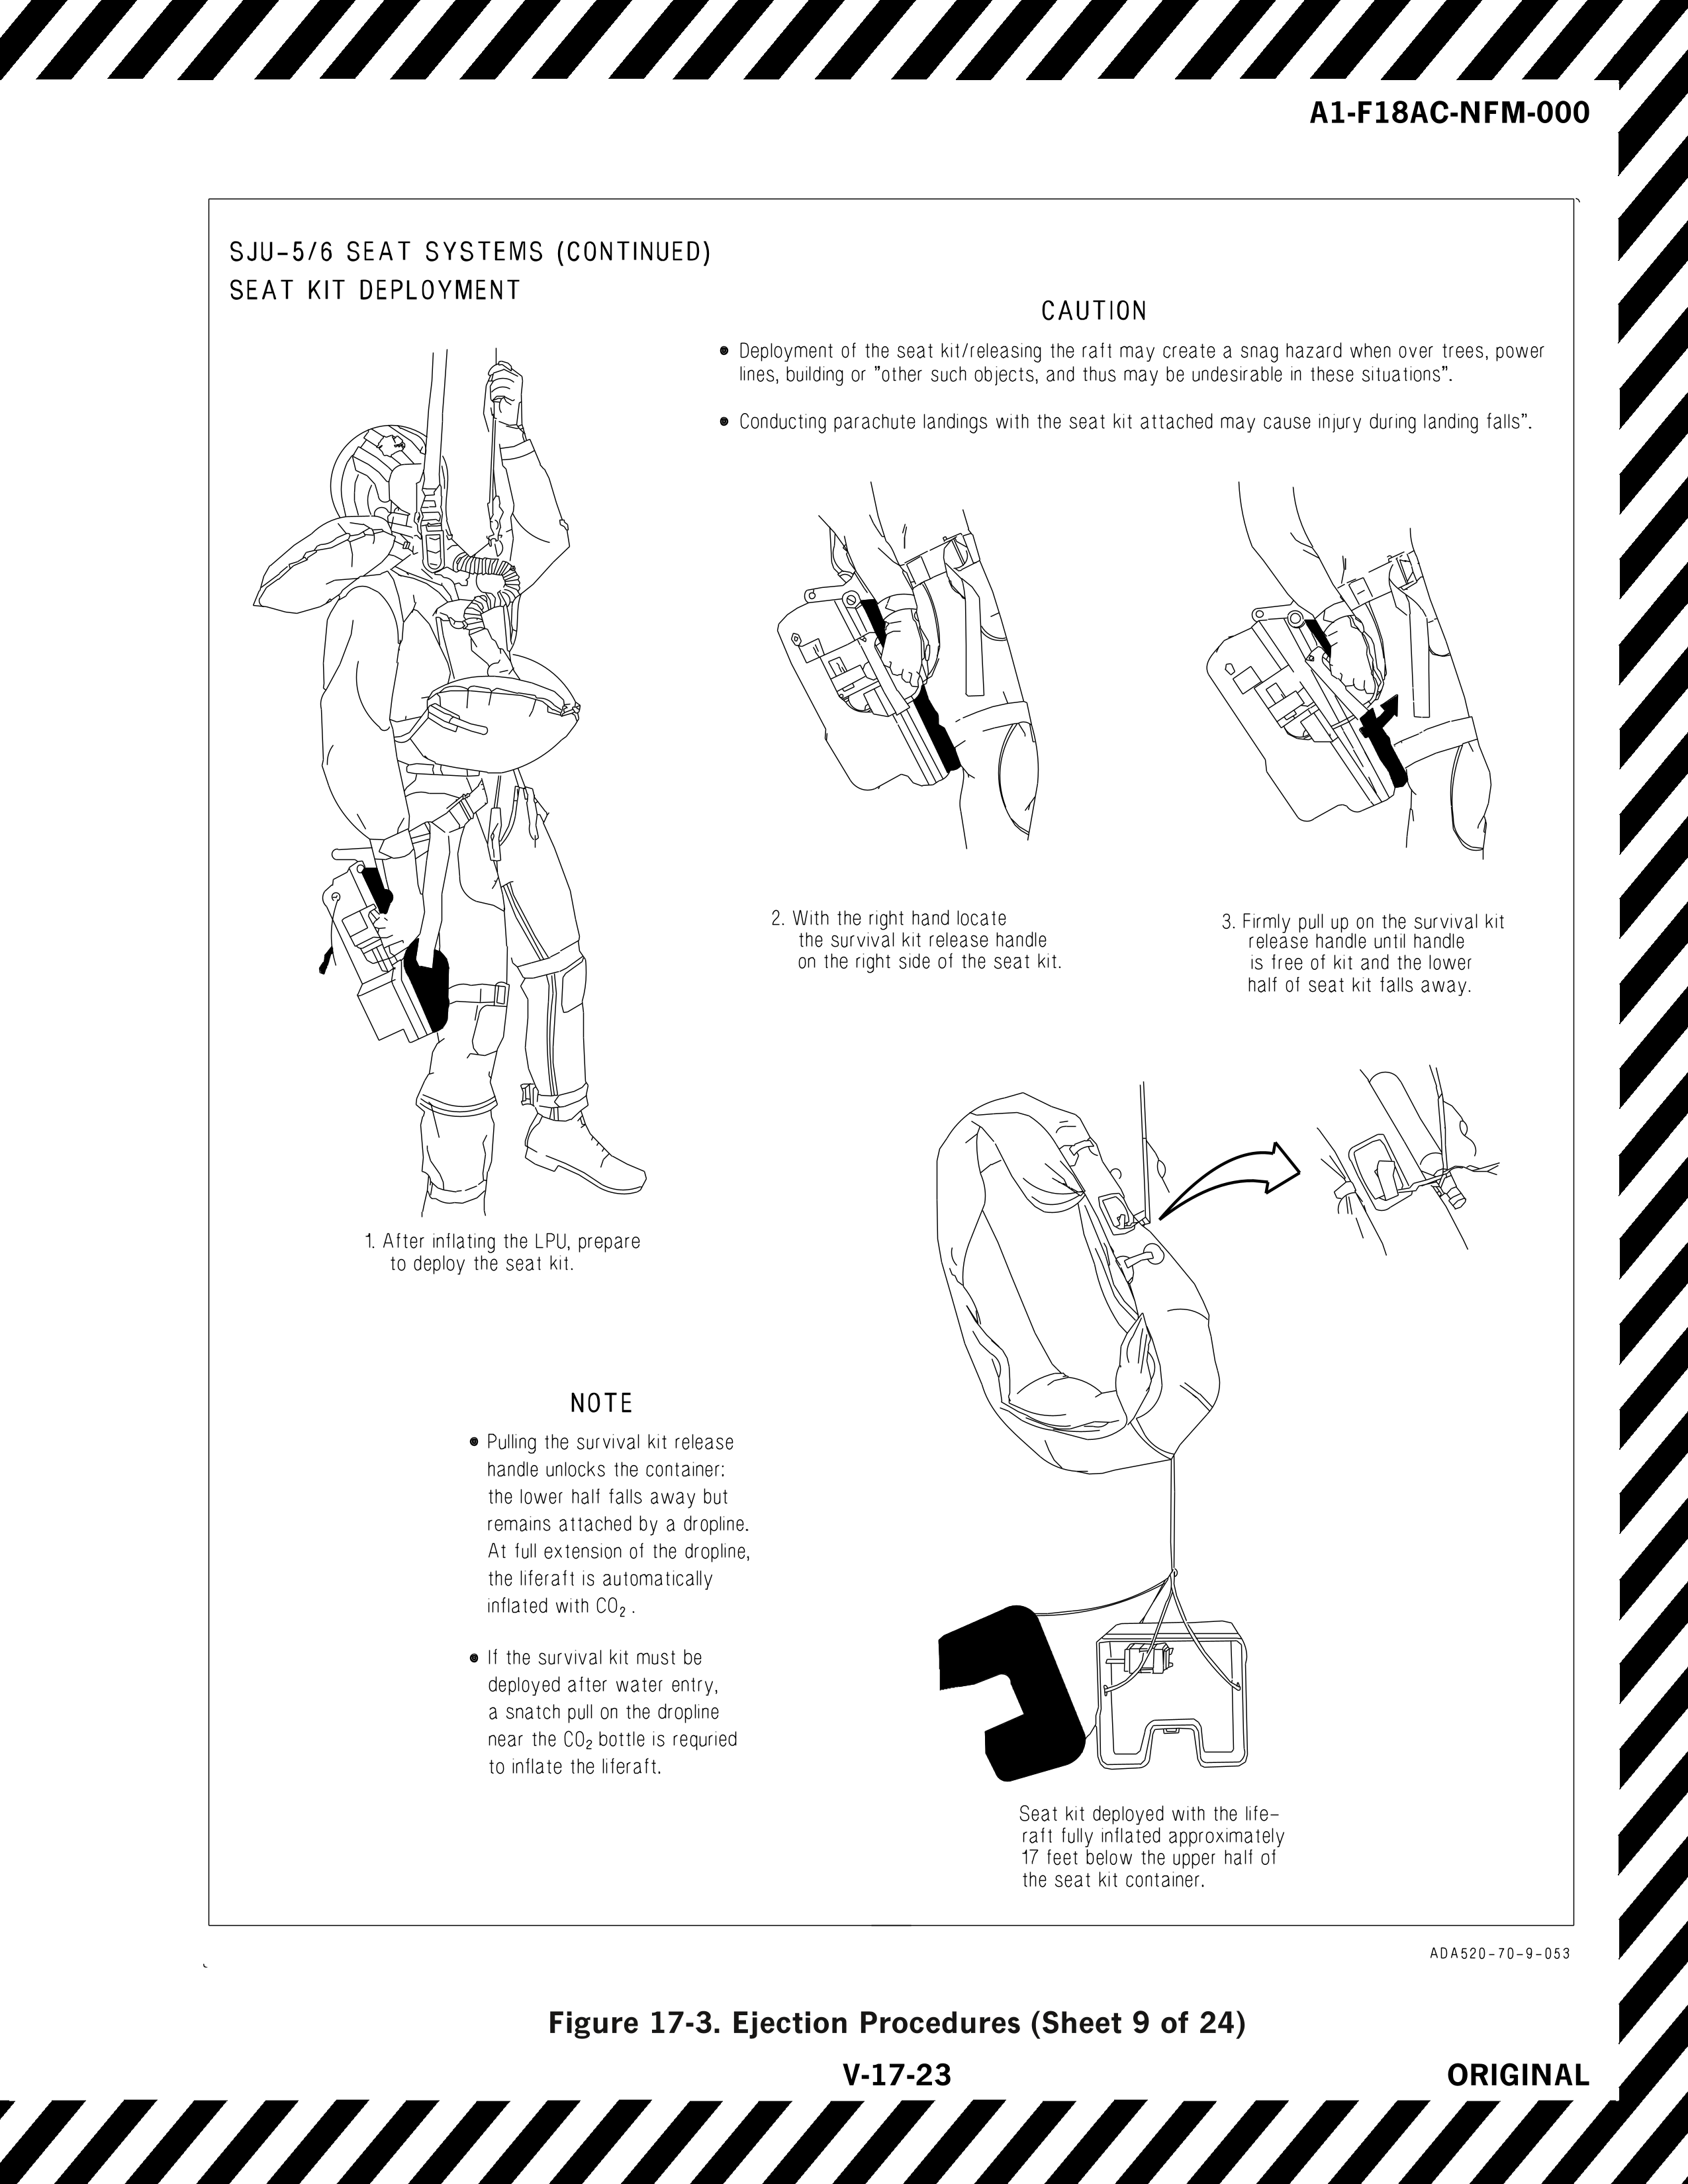 A1-F18AC-NFM-000
SJU-5/6 SEAT SYSTEMS (CONTINUED)
SEAT KIT DEPLOYMENT
CAUTION
● Deployment of the seat kit/releasing the raft may create a snag hazard when over trees, power
lines, building or "other such objects, and thus may be undesirable in these situations".
● Conducting parachute landings with the seat kit attached may cause injury during landing falls".
2. With the right hand locate
the survival kit release handle
on the right side of the seat kit.
3. Firmly pull up on the survival kit
release handle until handle
is free of kit and the lower
half of seat kit falls away.
1. After inflating the LPU, prepare
to deploy the seat kit.
NOTE
● Pulling the survival kit release
handle unlocks the container:
the lower half falls away but
remains attached by a dropline.
At full extension of the dropline,
the liferaft is automatically
inflated with CO₂ .
● If the survival kit must be
deployed after water entry,
a snatch pull on the dropline
near the CO₂ bottle is requried
to inflate the liferaft.
Seat kit deployed with the life-
raft fully inflated approximately
17 feet below the upper half of
the seat kit container.
ADA520-70-9-053
Figure 17-3. Ejection Procedures (Sheet 9 of 24)
V-17-23
ORIGINAL